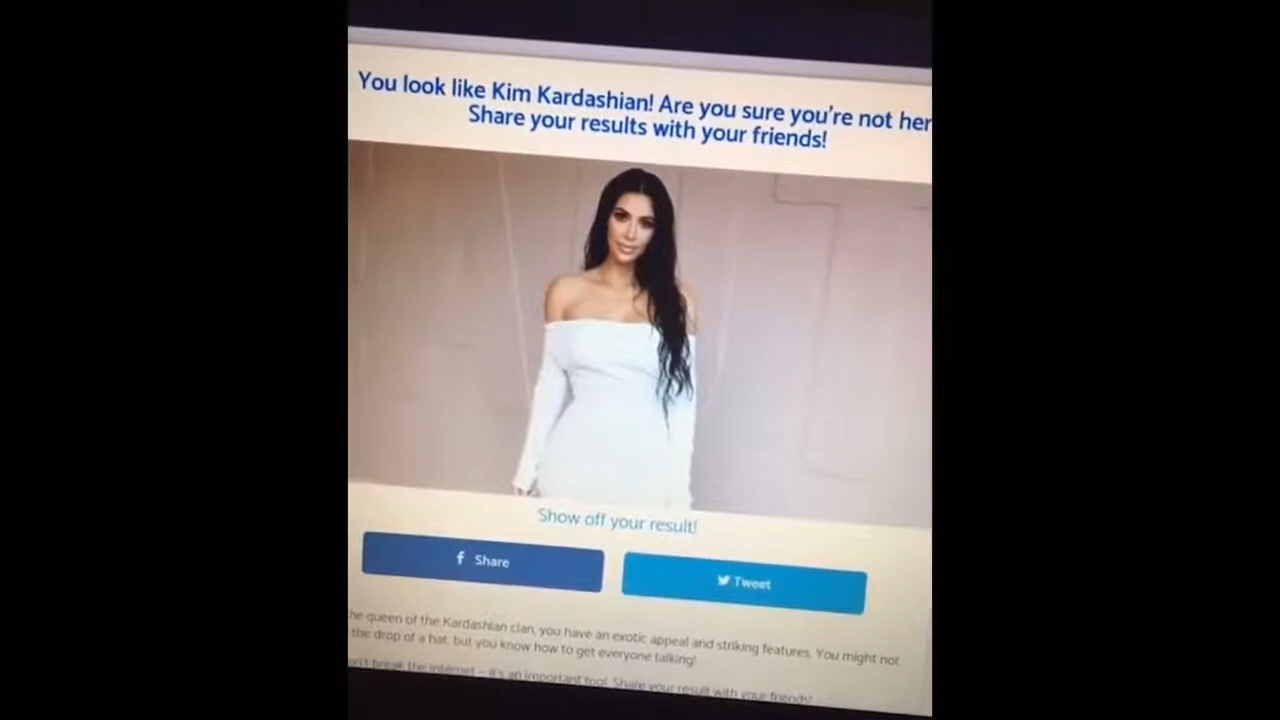 You look like Kim Kardashian! Are you sure you're not her
Share your results with your friends!
Show off your result!
f Share
Tweet
he queen of the Kardashian clan, you have an exotic appeal and striking features. You might not
the drop of a hat, but you know how to get everyone talking!
break the internet – it's an important tool. Share your result with your friends!